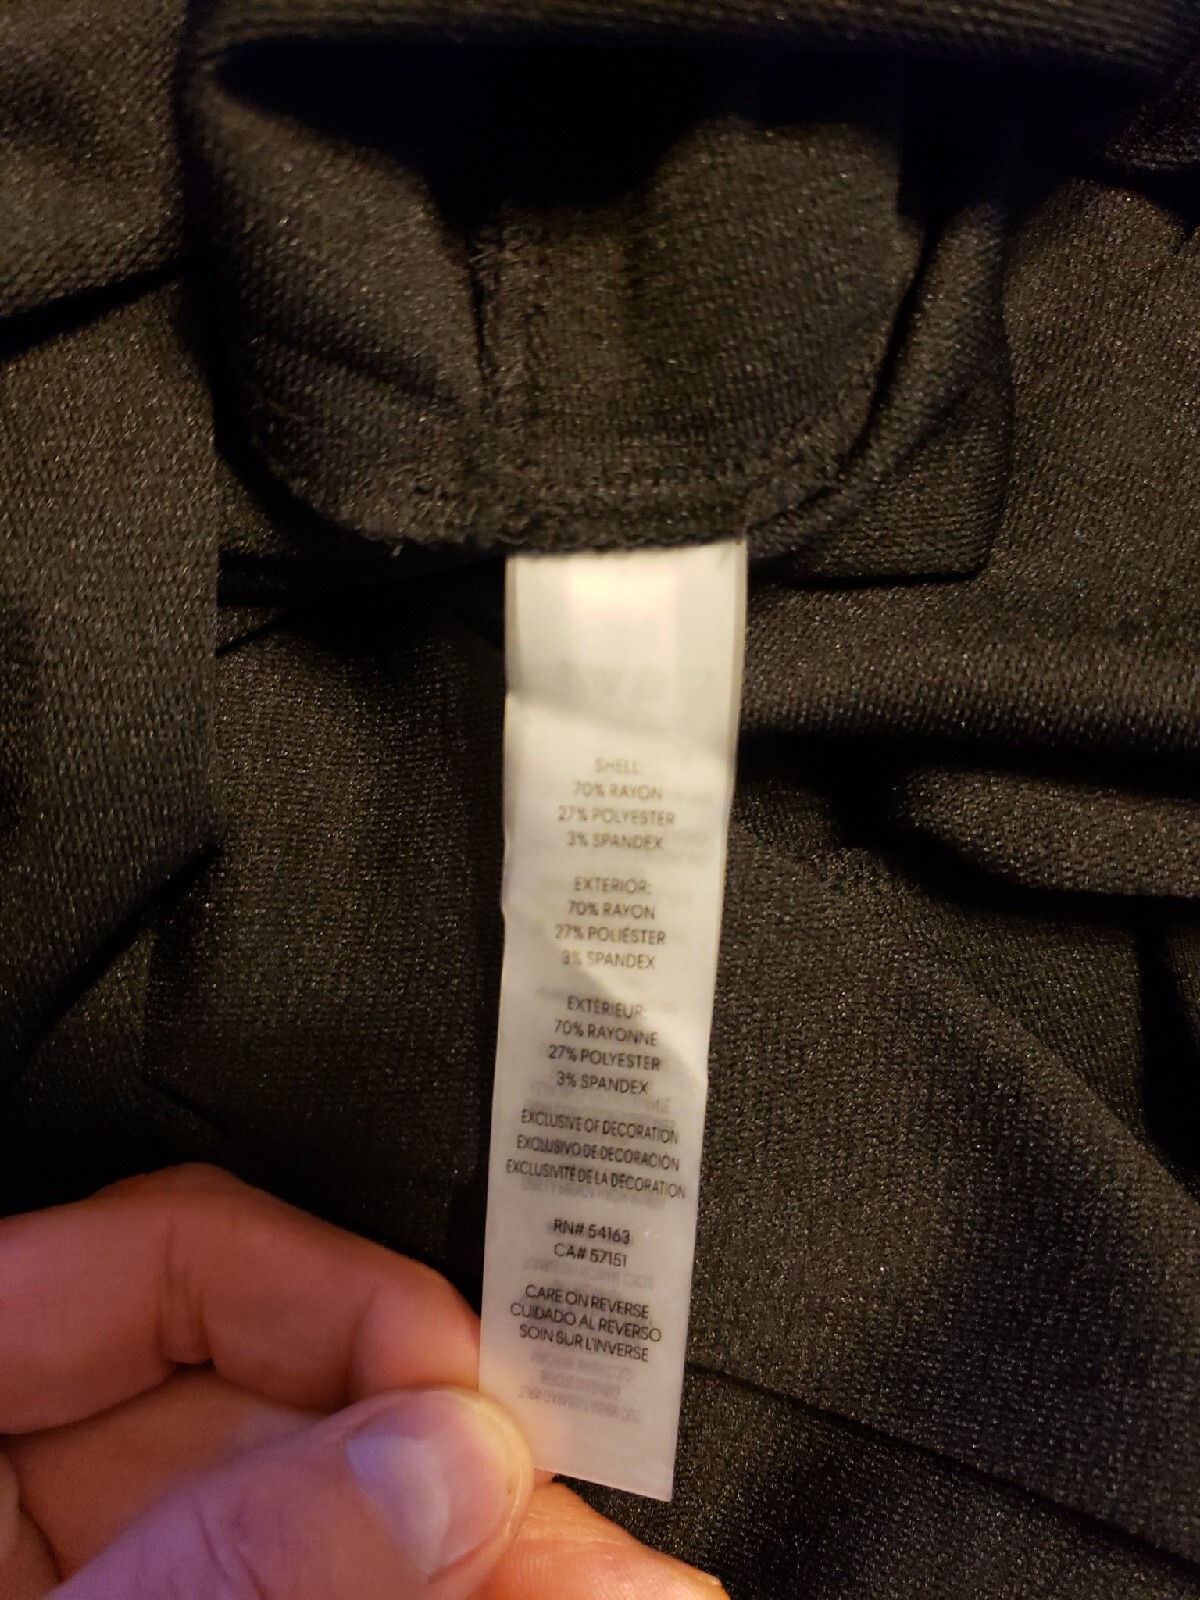 SHELL:
70% RAYON
27% POLYESTER
3% SPANDEX
EXTERIOR:
70% RAYON
27% POLIÉSTER
3% SPANDEX
EXTÉRIEUR:
70% RAYONNE
27% POLYESTER
3% SPANDEX
EXCLUSIVE OF DECORATION
EXCLUSIVO DE DECORACIÓN
EXCLUSIVITÉ DE LA DÉCORATION
RN# 54163
CA# 57151
CARE ON REVERSE
CUIDADO AL REVERSO
SOIN SUR L'INVERSE